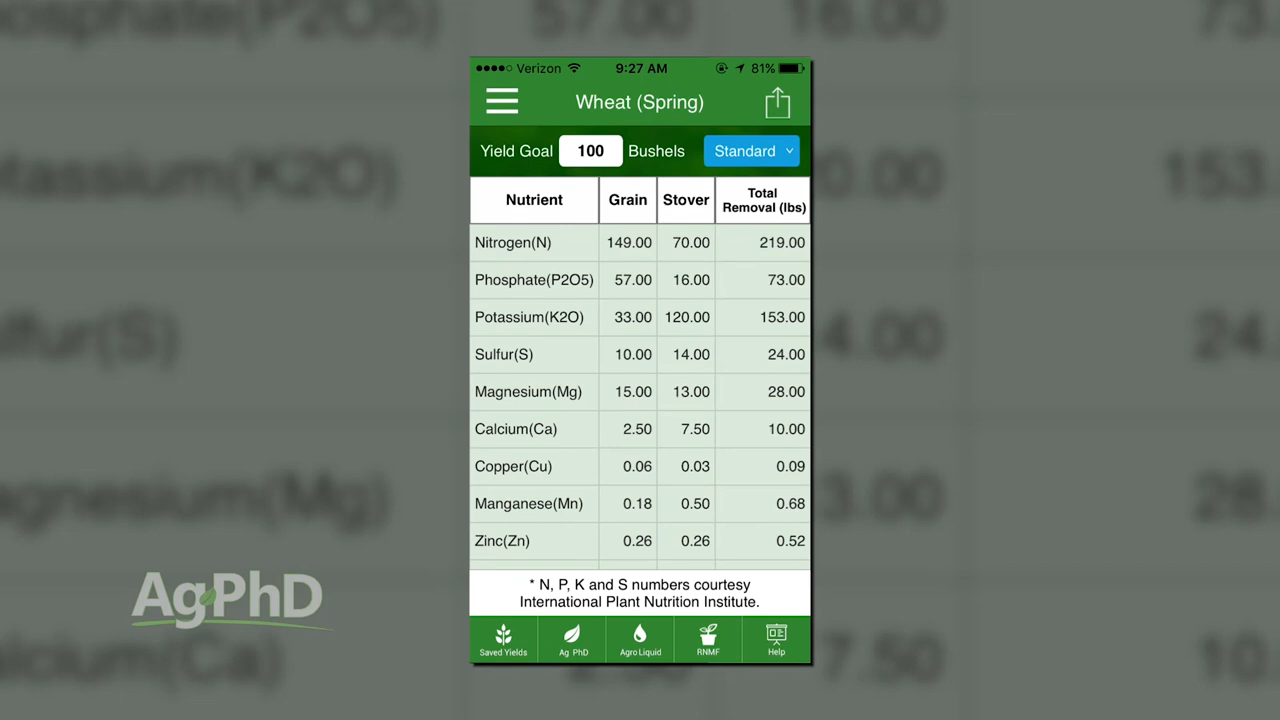 Verizon 9:27 AM 81%
Wheat (Spring)
Yield Goal 100 Bushels Standard
Nutrient Grain Stover Total Removal (lbs)
Nitrogen(N) 149.00 70.00 219.00
Phosphate(P2O5) 57.00 16.00 73.00
Potassium(K2O) 33.00 120.00 153.00
Sulfur(S) 10.00 14.00 24.00
Magnesium(Mg) 15.00 13.00 28.00
Calcium(Ca) 2.50 7.50 10.00
Copper(Cu) 0.06 0.03 0.09
Manganese(Mn) 0.18 0.50 0.68
Zinc(Zn) 0.26 0.26 0.52
* N, P, K and S numbers courtesy
International Plant Nutrition Institute.
Saved Yields Ag PhD Agro Liquid RNMF Help
AgPhD